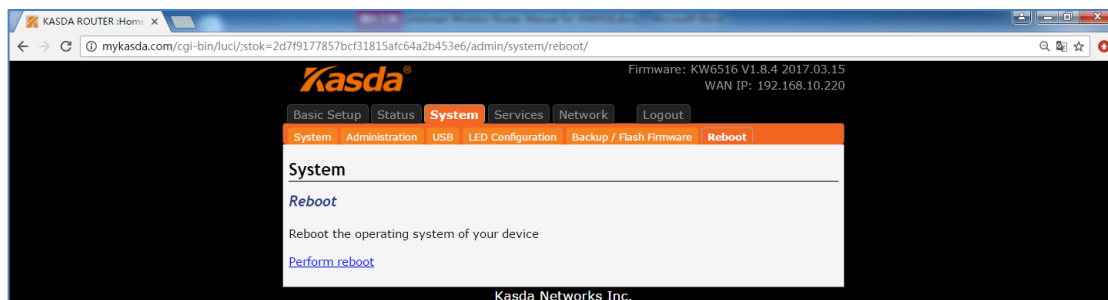 KASDA ROUTER :Home
mykasda.com/cgi-bin/luci/;stok=2d7f9177857bcf31815afc64a2b453e6/admin/system/reboot/
Kasda®
Firmware: KW6516 V1.8.4 2017.03.15
WAN IP: 192.168.10.220
Basic Setup Status System Services Network Logout
System Administration USB LED Configuration Backup / Flash Firmware Reboot
System
Reboot
Reboot the operating system of your device
Perform reboot
Kasda Networks Inc.